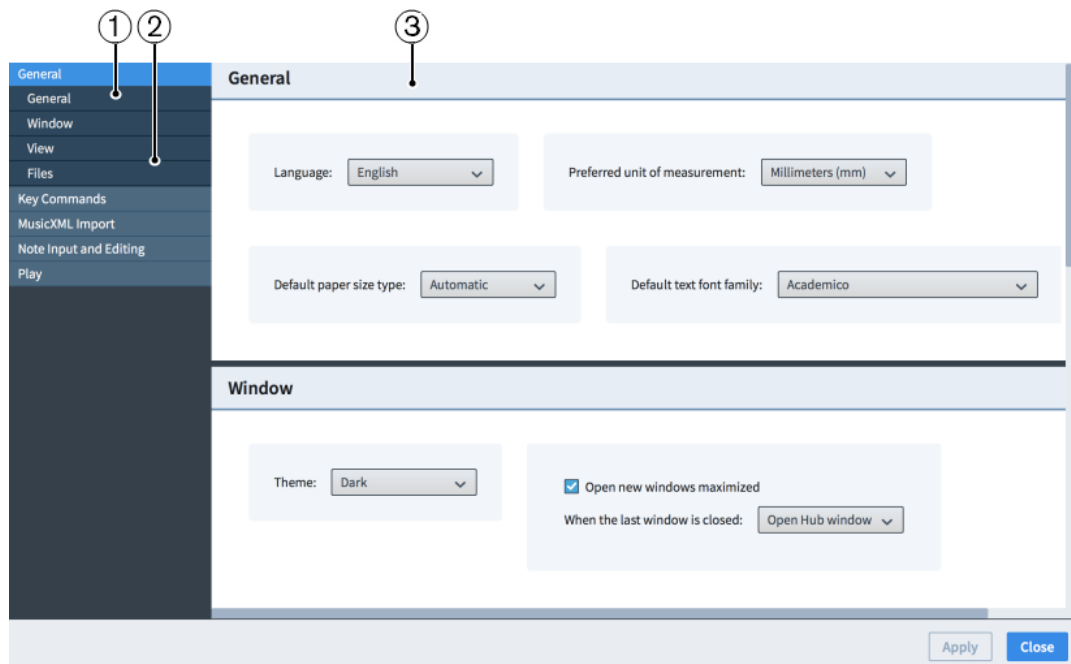 ① ② ③
General
General
Window
View
Files
Key Commands
MusicXML Import
Note Input and Editing
Play
General
Language: English Preferred unit of measurement: Millimeters (mm)
Default paper size type: Automatic Default text font family: Academico
Window
Theme: Dark
Open new windows maximized
When the last window is closed: Open Hub window
Apply Close